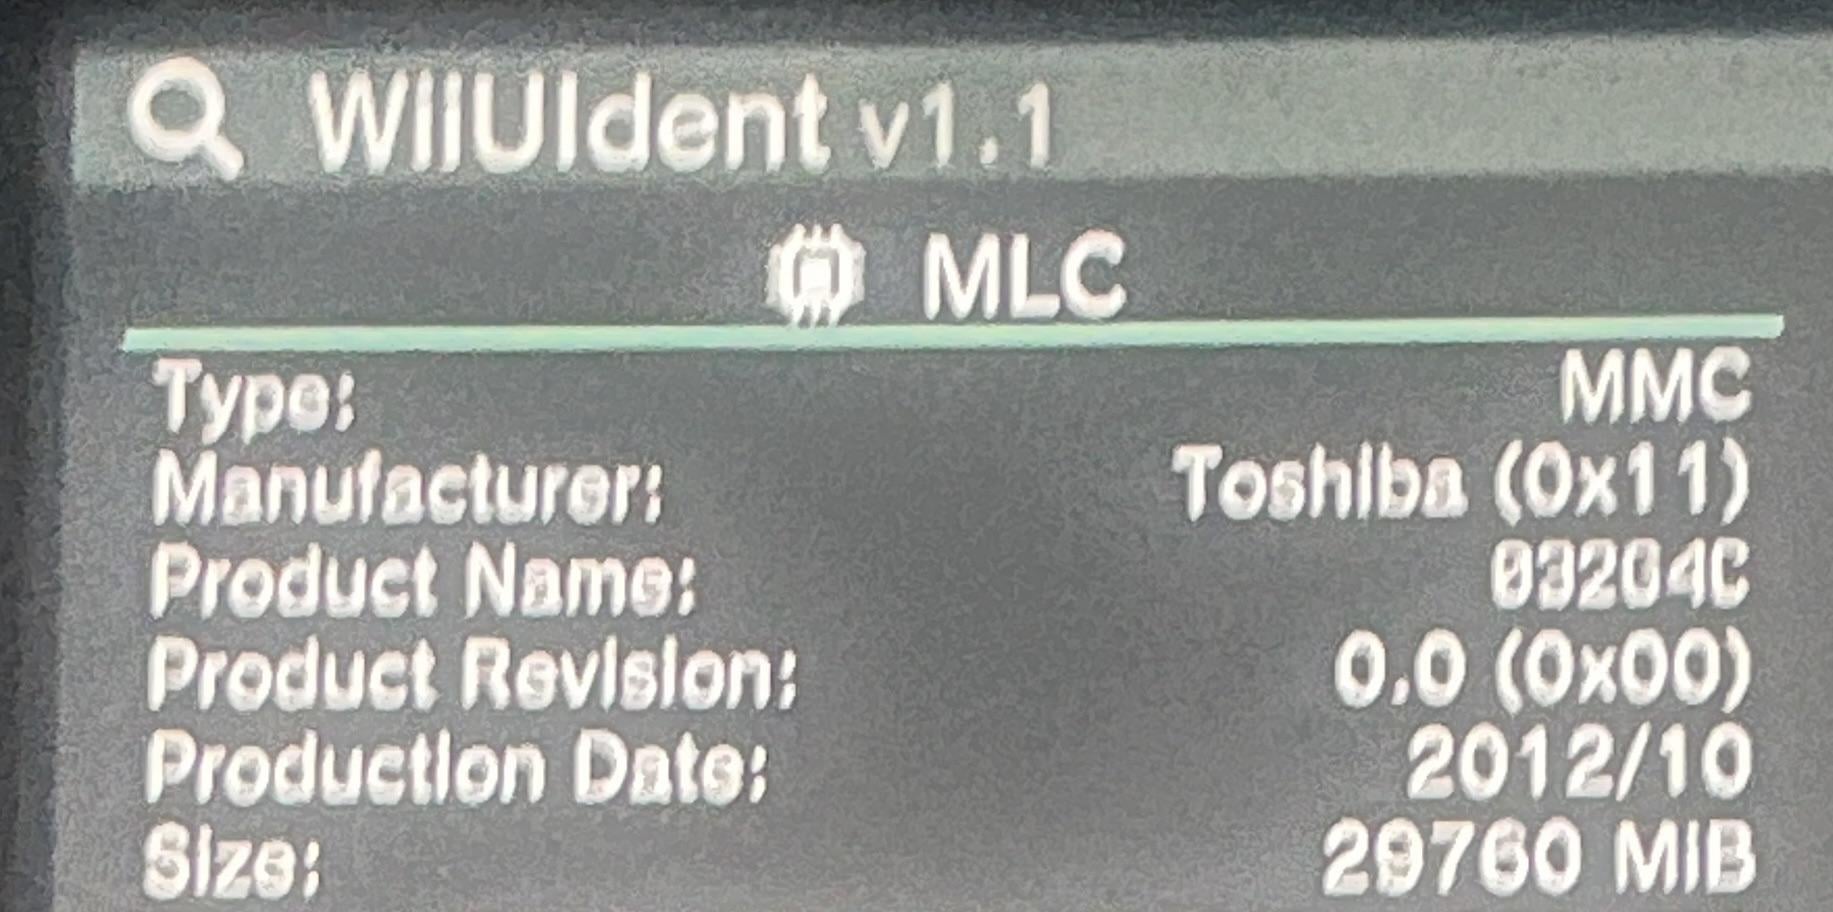 WiiUIdent v1.1
MLC
Type: MMC
Manufacturer: Toshiba (0x11)
Product Name: 03204C
Product Revision: 0.0 (0x00)
Production Date: 2012/10
Size: 29760 MiB